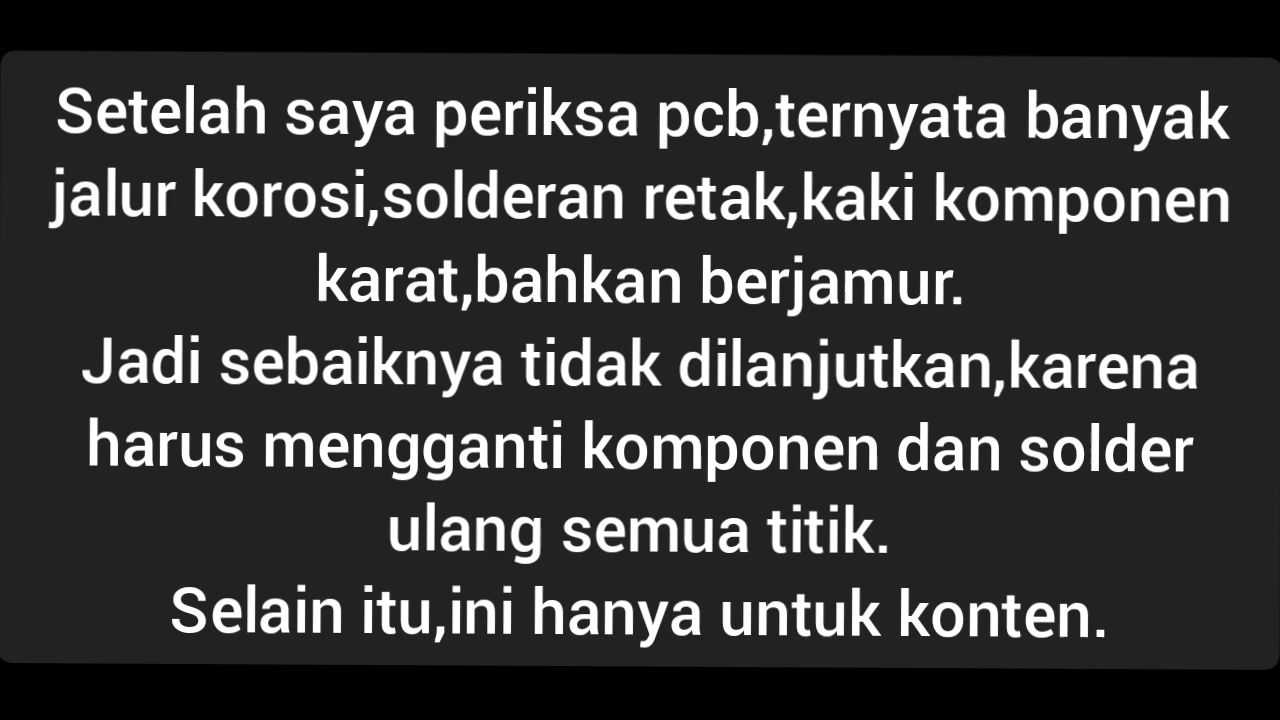 Setelah saya periksa pcb,ternyata banyak
jalur korosi,solderan retak,kaki komponen
karat,bahkan berjamur.
Jadi sebaiknya tidak dilanjutkan,karena
harus mengganti komponen dan solder
ulang semua titik.
Selain itu,ini hanya untuk konten.